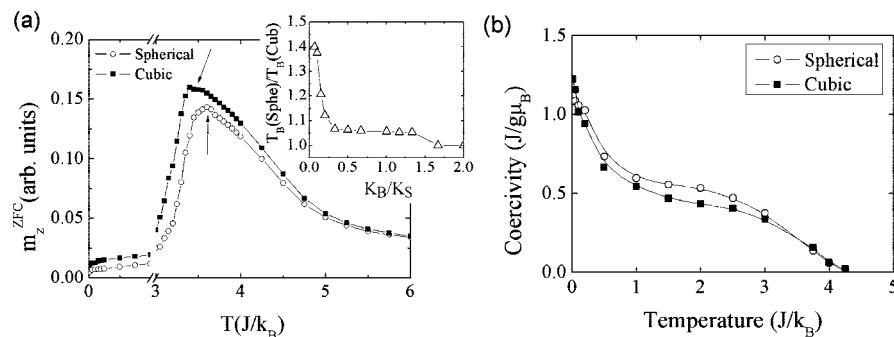 (a)
0.20
0.15
0.10
0.05
0.00
m_z^ZFC(arb. units)
Spherical
Cubic
0
3
4
5
6
T(J/k_B)
1.5
1.4
1.3
1.2
1.1
1.0
T_B(Sphe)/T_B(Cub)
0.0 0.5 1.0 1.5 2.0
K_B/K_S
(b)
1.5
1.0
0.5
0.0
Coercivity (J/gμ_B)
Spherical
Cubic
0 1 2 3 4 5
Temperature (J/k_B)